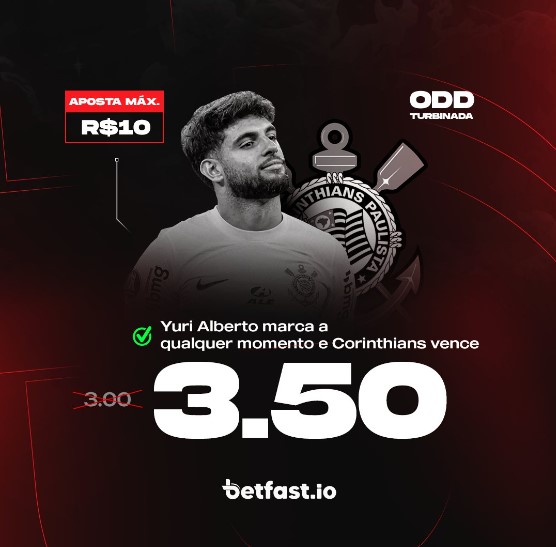 APOSTA MÁX.
R$10
ODD
TURBINADA
INTHIANS PAULISTA
Yuri Alberto marca a
qualquer momento e Corinthians vence
3.00
3.50
betfast.io